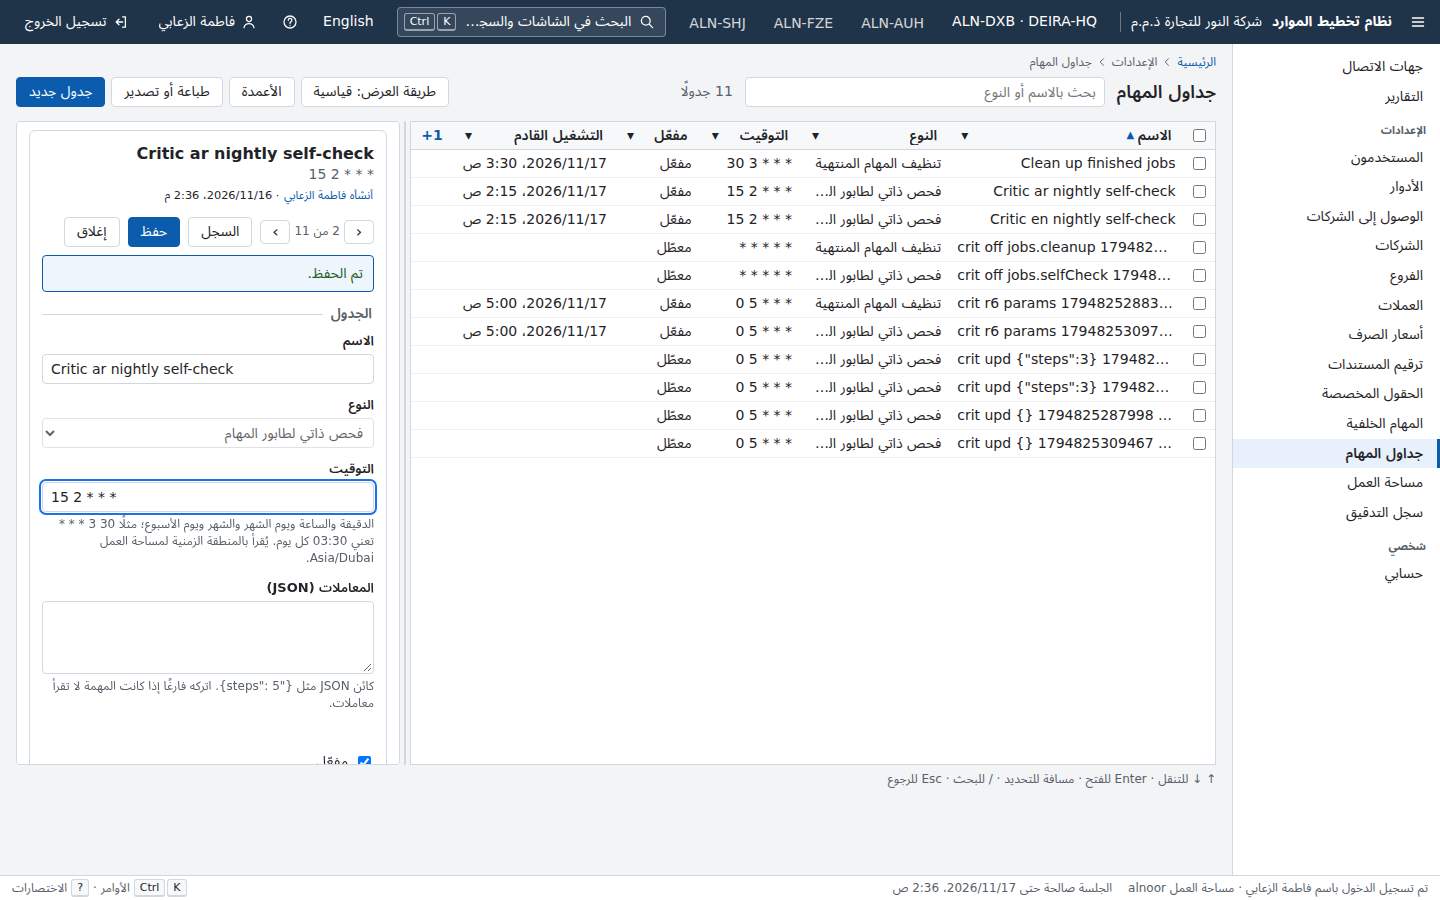 نظام تخطيط الموارد شركة النور للتجارة ذ.م.م ALN-DXB · DEIRA-HQ ALN-AUH ALN-FZE ALN-SHJ البحث في الشاشات والسج... Ctrl K English فاطمة الزعابي تسجيل الخروج
جهات الاتصال
التقارير
الإعدادات
المستخدمون
الأدوار
الوصول إلى الشركات
الشركات
الفروع
العملات
أسعار الصرف
ترقيم المستندات
الحقول المخصصة
المهام الخلفية
جداول المهام
مساحة العمل
سجل التدقيق
شخصي
حسابي
الرئيسية › الإعدادات › جداول المهام
جداول المهام بحث بالاسم أو النوع 11 جدولًا طريقة العرض: قياسية الأعمدة طباعة أو تصدير جدول جديد
الاسم ▲ ▼ النوع ▼ التوقيت ▼ مفعّل ▼ التشغيل القادم ▼ +1
Clean up finished jobs تنظيف المهام المنتهية 30 3 * * * مفعّل 2026/11/17، 3:30 ص
Critic ar nightly self-check فحص ذاتي لطابور ال... 15 2 * * * مفعّل 2026/11/17، 2:15 ص
Critic en nightly self-check فحص ذاتي لطابور ال... 15 2 * * * مفعّل 2026/11/17، 2:15 ص
crit off jobs.cleanup 179482... تنظيف المهام المنتهية * * * * * معطّل
crit off jobs.selfCheck 17948... فحص ذاتي لطابور ال... * * * * * معطّل
crit r6 params 17948252883... تنظيف المهام المنتهية 0 5 * * * مفعّل 2026/11/17، 5:00 ص
crit r6 params 17948253097... فحص ذاتي لطابور ال... 0 5 * * * مفعّل 2026/11/17، 5:00 ص
crit upd {"steps":3} 179482... فحص ذاتي لطابور ال... 0 5 * * * معطّل
crit upd {"steps":3} 179482... فحص ذاتي لطابور ال... 0 5 * * * معطّل
crit upd {} 1794825287998 ... فحص ذاتي لطابور ال... 0 5 * * * معطّل
crit upd {} 1794825309467 ... فحص ذاتي لطابور ال... 0 5 * * * معطّل
↑ ↓ للتنقل · Enter للفتح · مسافة للتحديد · / للبحث · Esc للرجوع
Critic ar nightly self-check
15 2 * * *
أنشأه فاطمة الزعابي · 2026/11/16، 2:36 م
‹ 2 من 11 › السجل حفظ إغلاق
تم الحفظ.
الجدول
الاسم
Critic ar nightly self-check
النوع
فحص ذاتي لطابور المهام
التوقيت
15 2 * * *
الدقيقة والساعة ويوم الشهر والشهر ويوم الأسبوع؛ مثلًا 30 3 * * *
تعني 03:30 كل يوم. يُقرأ بالمنطقة الزمنية لمساحة العمل
Asia/Dubai.
المعاملات (JSON)
كائن JSON مثل {"steps": 5}. اتركه فارغًا إذا كانت المهمة لا تقرأ
معاملات.
مفعّل
تم تسجيل الدخول باسم فاطمة الزعابي · مساحة العمل alnoor الجلسة صالحة حتى 2026/11/17، 2:36 ص Ctrl K الأوامر · ? الاختصارات